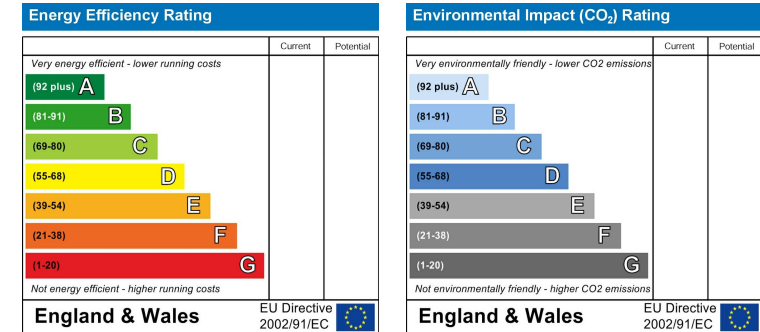 Energy Efficiency Rating
Current Potential
Very energy efficient - lower running costs
(92 plus) A
(81-91) B
(69-80) C
(55-68) D
(39-54) E
(21-38) F
(1-20) G
Not energy efficient - higher running costs
England & Wales
EU Directive
2002/91/EC
Environmental Impact (CO₂) Rating
Current Potential
Very environmentally friendly - lower CO2 emissions
(92 plus) A
(81-91) B
(69-80) C
(55-68) D
(39-54) E
(21-38) F
(1-20) G
Not environmentally friendly - higher CO2 emissions
England & Wales
EU Directive
2002/91/EC